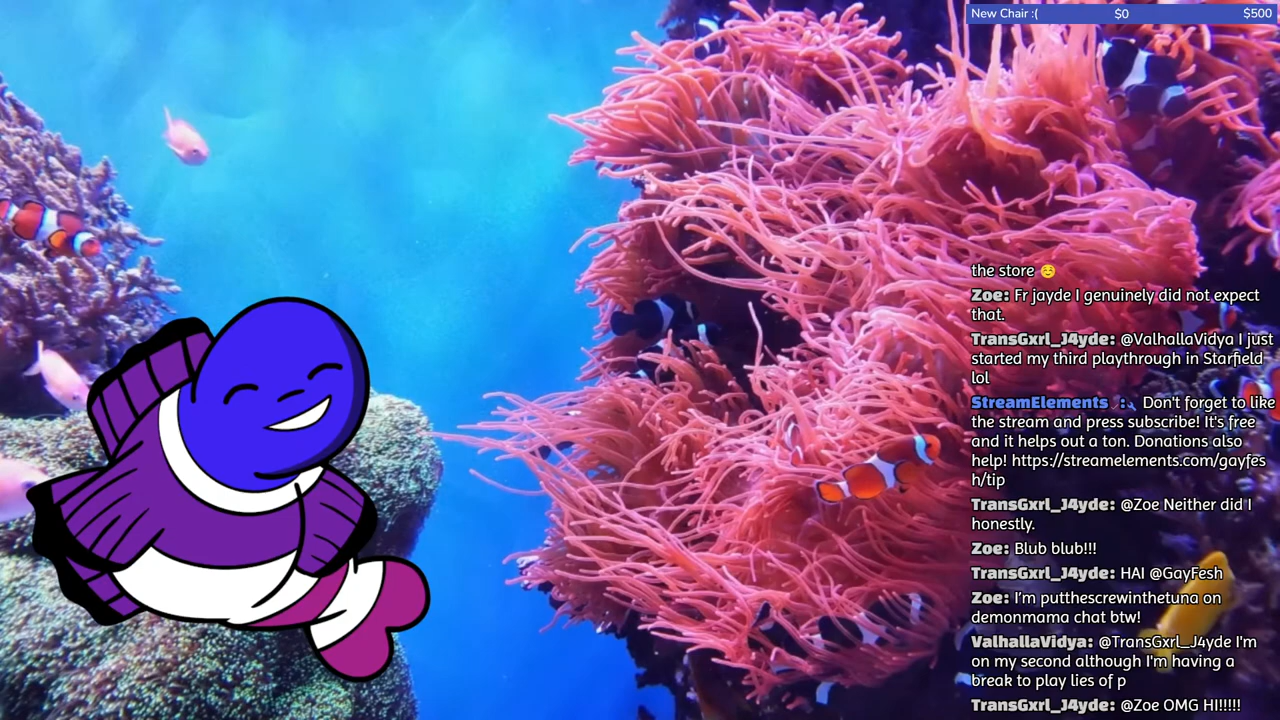 New Chair :( $0 $500
the store ☺️
Zoe: Fr jayde I genuinely did not expect
that.
TransGxrl_J4yde: @ValhallaVidya I just
started my third playthrough in Starfield
lol
StreamElements 🔧: Don't forget to like
the stream and press subscribe! It's free
and it helps out a ton. Donations also
help! https://streamelements.com/gayfes
h/tip
TransGxrl_J4yde: @Zoe Neither did I
honestly.
Zoe: Blub blub!!!
TransGxrl_J4yde: HAI @GayFesh
Zoe: I'm putthescrewinthetuna on
demonmama chat btw!
ValhallaVidya: @TransGxrl_J4yde I'm
on my second although I'm having a
break to play lies of p
TransGxrl_J4yde: @Zoe OMG HI!!!!!